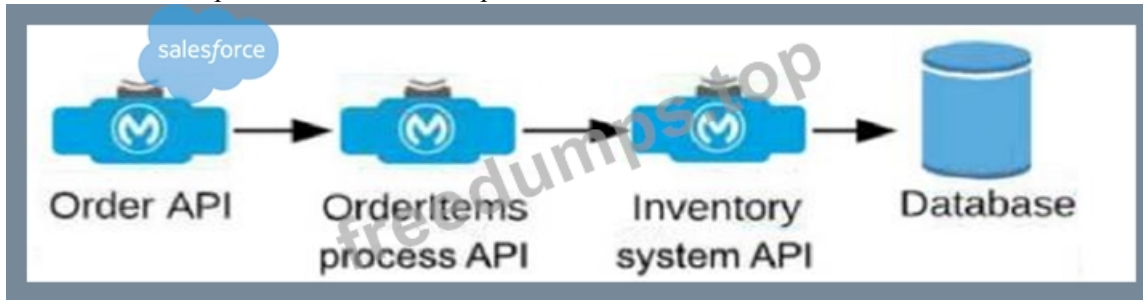 salesforce
Order API
OrderItems
process API
Inventory
system API
Database
freedumps.top